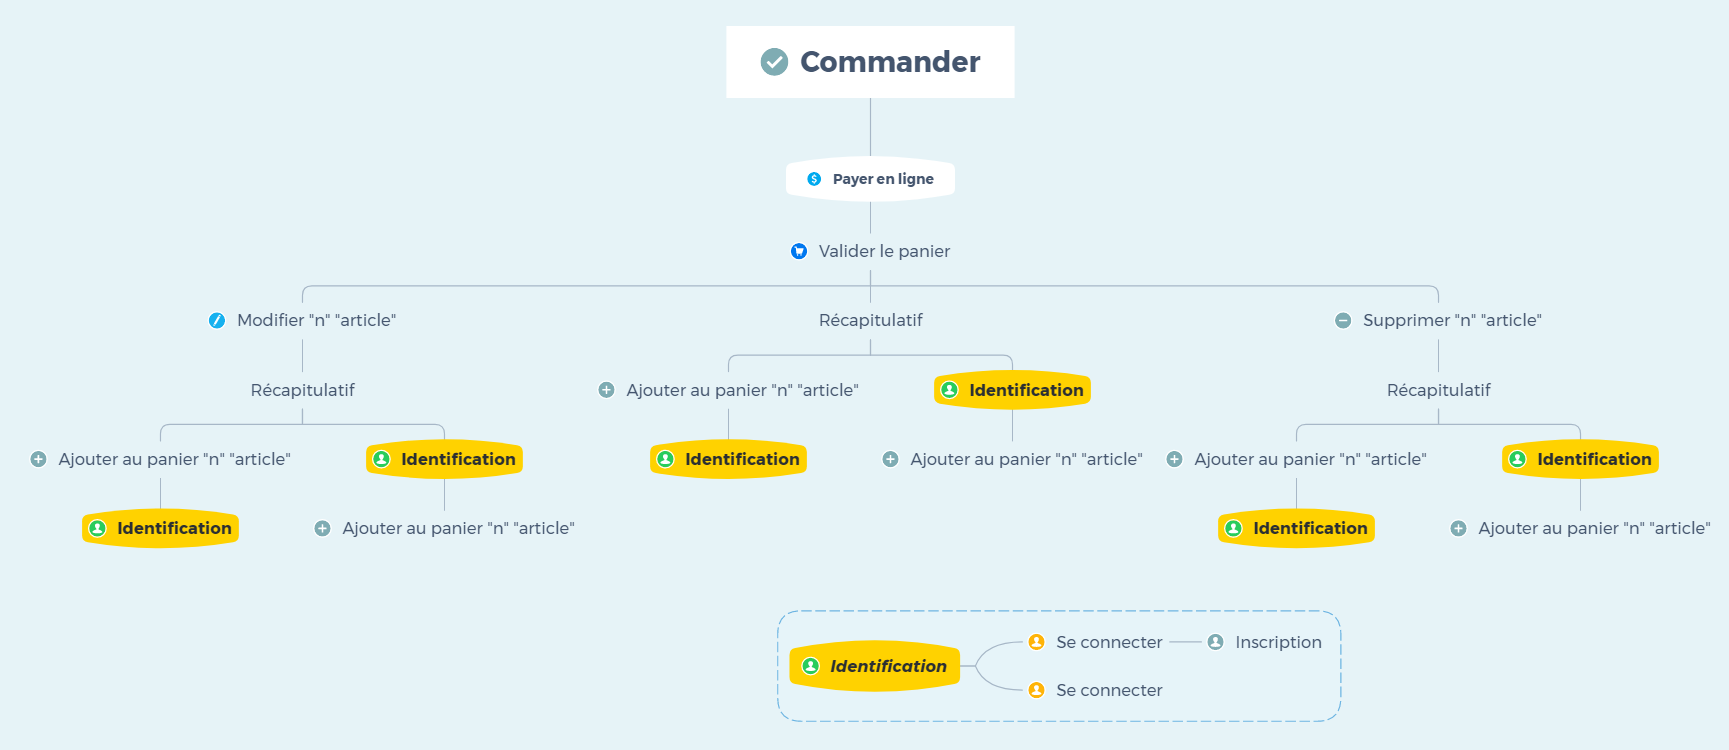 Commander
Payer en ligne
Valider le panier
Modifier "n" "article"
Récapitulatif
Supprimer "n" "article"
Récapitulatif
Ajouter au panier "n" "article"
Identification
Récapitulatif
Ajouter au panier "n" "article"
Identification
Identification
Ajouter au panier "n" "article"
Ajouter au panier "n" "article"
Identification
Identification
Ajouter au panier "n" "article"
Identification
Ajouter au panier "n" "article"
Identification
Se connecter
Inscription
Se connecter